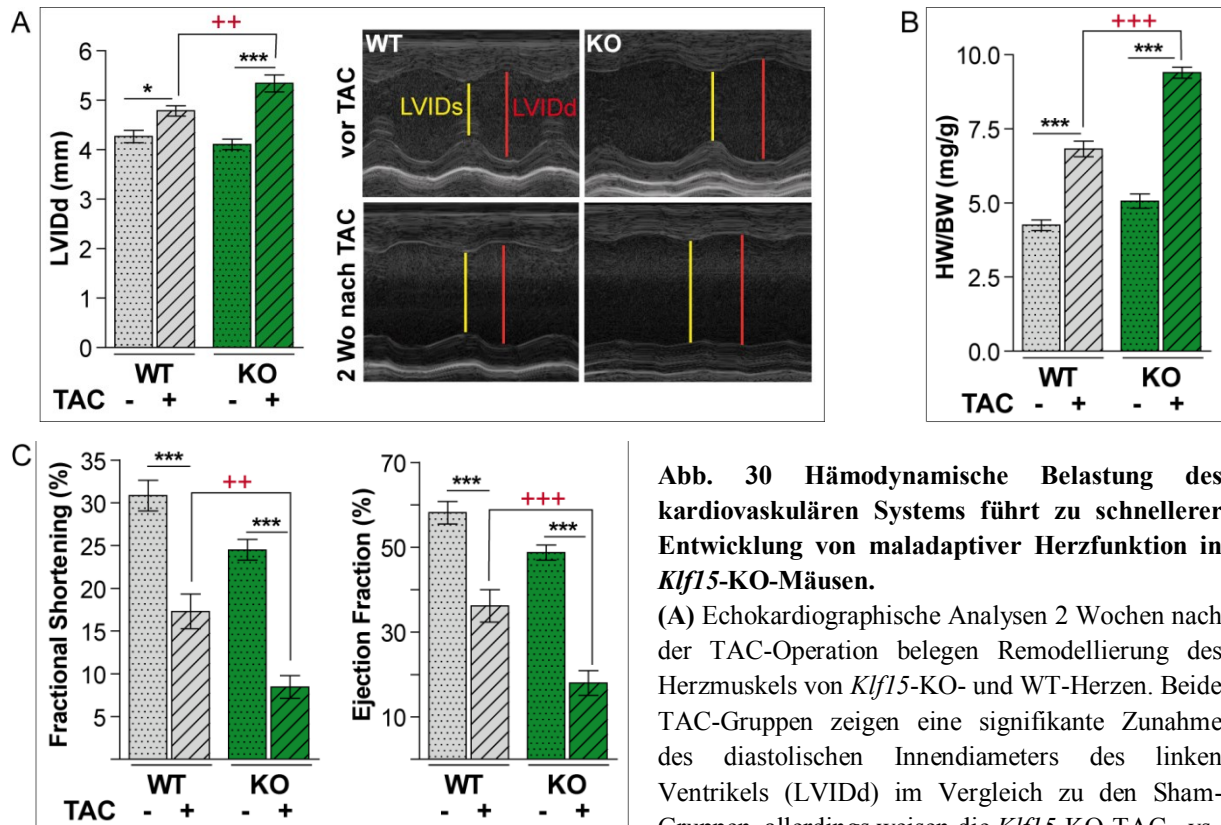 A
++
6
5
4
3
2
1
0
LVIDd (mm)
*
***
WT KO
TAC - + - +
WT KO
vor TAC
LVIDs LVIDd
2 Wo nach TAC
B
+++
10.0
7.5
5.0
2.5
0.0
HW/BW (mg/g)
***
***
WT KO
TAC - + - +
C
35
30
25
20
15
10
5
Fractional Shortening (%)
***
++
***
WT KO
TAC - + - +
70
50
30
10
Ejection Fraction (%)
***
+++
***
WT KO
- + - +
Abb. 30 Hämodynamische Belastung des
kardiovaskulären Systems führt zu schnellerer
Entwicklung von maladaptiver Herzfunktion in
Klf15-KO-Mäusen.
(A) Echokardiographische Analysen 2 Wochen nach
der TAC-Operation belegen Remodellierung des
Herzmuskels von Klf15-KO- und WT-Herzen. Beide
TAC-Gruppen zeigen eine signifikante Zunahme
des diastolischen Innendiameters des linken
Ventrikels (LVIDd) im Vergleich zu den Sham-